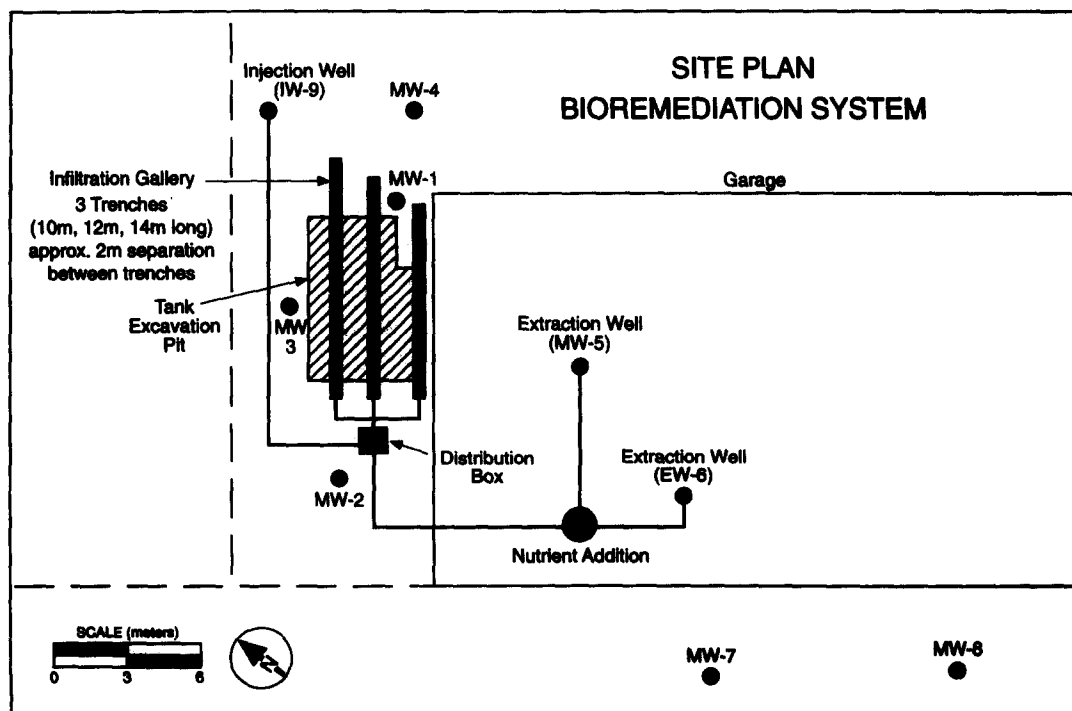 SITE PLAN
BIOREMEDIATION SYSTEM
Injection Well
(IW-9)
MW-4
Infiltration Gallery
3 Trenches
(10m, 12m, 14m long)
approx. 2m separation
between trenches
MW-1
Garage
Tank
Excavation
Pit
MW
3
Extraction Well
(MW-5)
Distribution
Box
Extraction Well
(EW-6)
MW-2
Nutrient Addition
SCALE (meters)
0 3 6
N
MW-7
MW-8